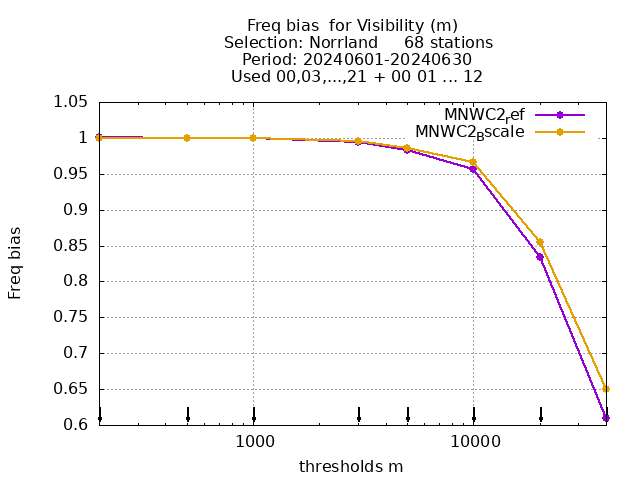 Freq bias  for Visibility (m)
Selection: Norrland     68 stations
Period: 20240601-20240630
Used 00,03,...,21 + 00 01 ... 12
MNWC2_ref
MNWC2_Bscale
1.05
1
0.95
0.9
0.85
0.8
0.75
0.7
0.65
0.6
Freq bias
1000
10000
thresholds m